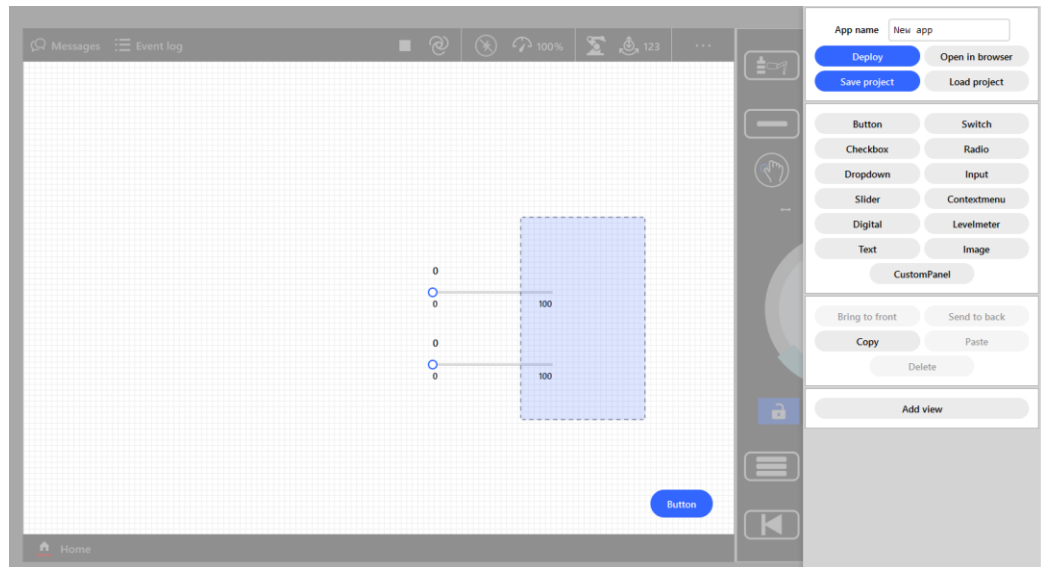 Messages Event log 100% 123 ...
App name New app
Deploy Open in browser
Save project Load project
Button Switch
Checkbox Radio
Dropdown Input
Slider Contextmenu
Digital Levelmeter
Text Image
CustomPanel
Bring to front Send to back
Copy Paste
Delete
Add view
0
0 100
0
0 100
Button
Home